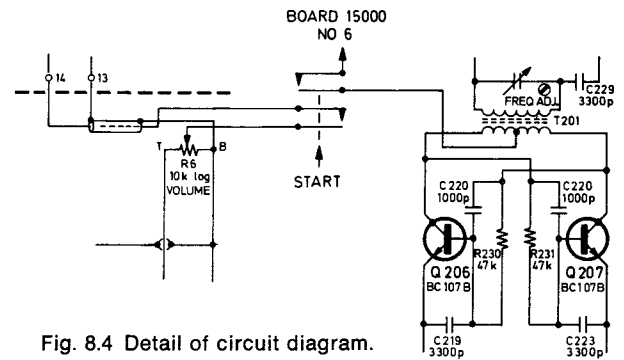 BOARD 15000
NO 6
14
13
C229
3300p
FREQ ADJ.
T201
T
B
R6
10k log
VOLUME
START
C220
1000p
C220
1000p
R230
47k
R231
47k
Q 206
BC107B
Q 207
BC107B
C219
3300p
C223
3300p
Fig. 8.4 Detail of circuit diagram.